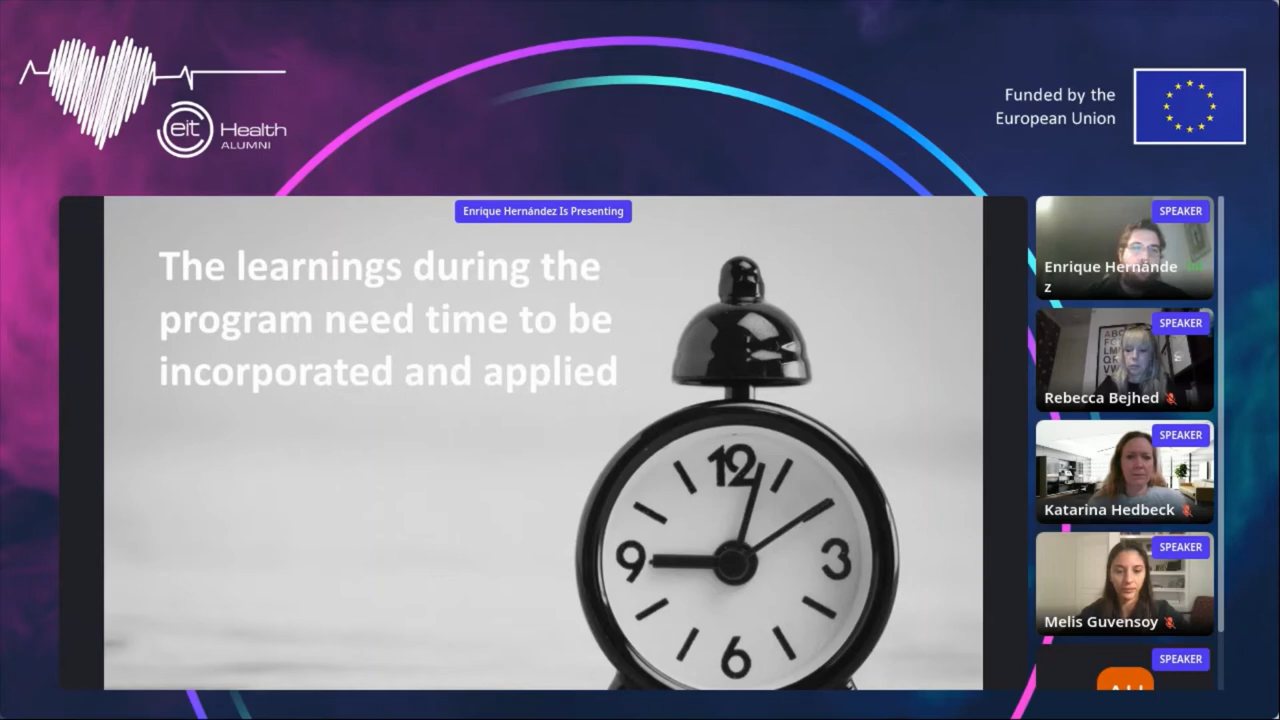 eit Health
ALUMNI
Funded by the
European Union
Enrique Hernández Is Presenting
The learnings during the
program need time to be
incorporated and applied
12
3
6
9
SPEAKER
Enrique Hernánde
z
SPEAKER
Rebecca Bejhed
SPEAKER
Katarina Hedbeck
SPEAKER
Melis Guvensoy
SPEAKER